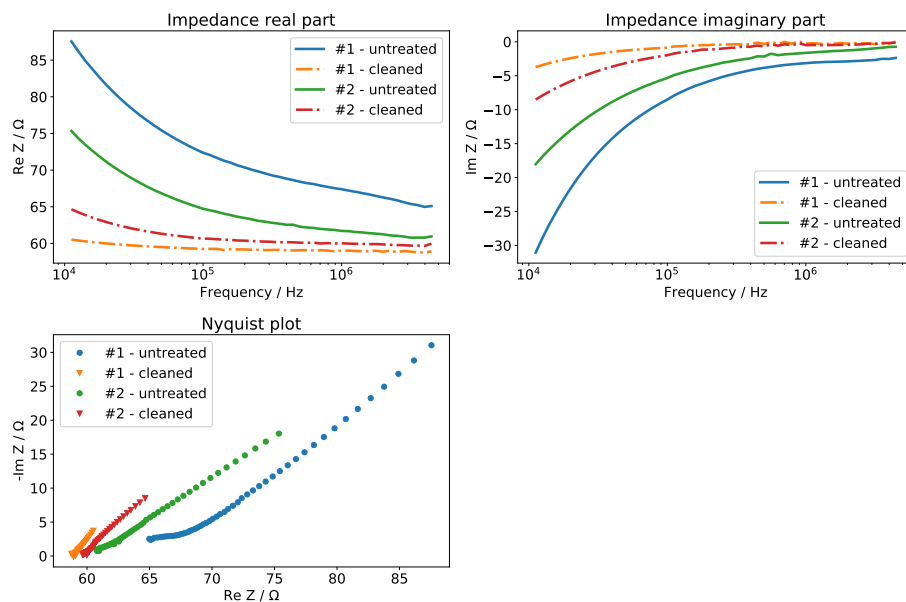 Impedance real part
Re Z / Ω
85
80
75
70
65
60
10⁴
10⁵
10⁶
Frequency / Hz
#1 - untreated
#1 - cleaned
#2 - untreated
#2 - cleaned
Impedance imaginary part
Im Z / Ω
0
−5
−10
−15
−20
−25
−30
10⁴
10⁵
10⁶
Frequency / Hz
#1 - untreated
#1 - cleaned
#2 - untreated
#2 - cleaned
Nyquist plot
-Im Z / Ω
30
25
20
15
10
5
0
60
65
70
75
80
85
Re Z / Ω
#1 - untreated
#1 - cleaned
#2 - untreated
#2 - cleaned